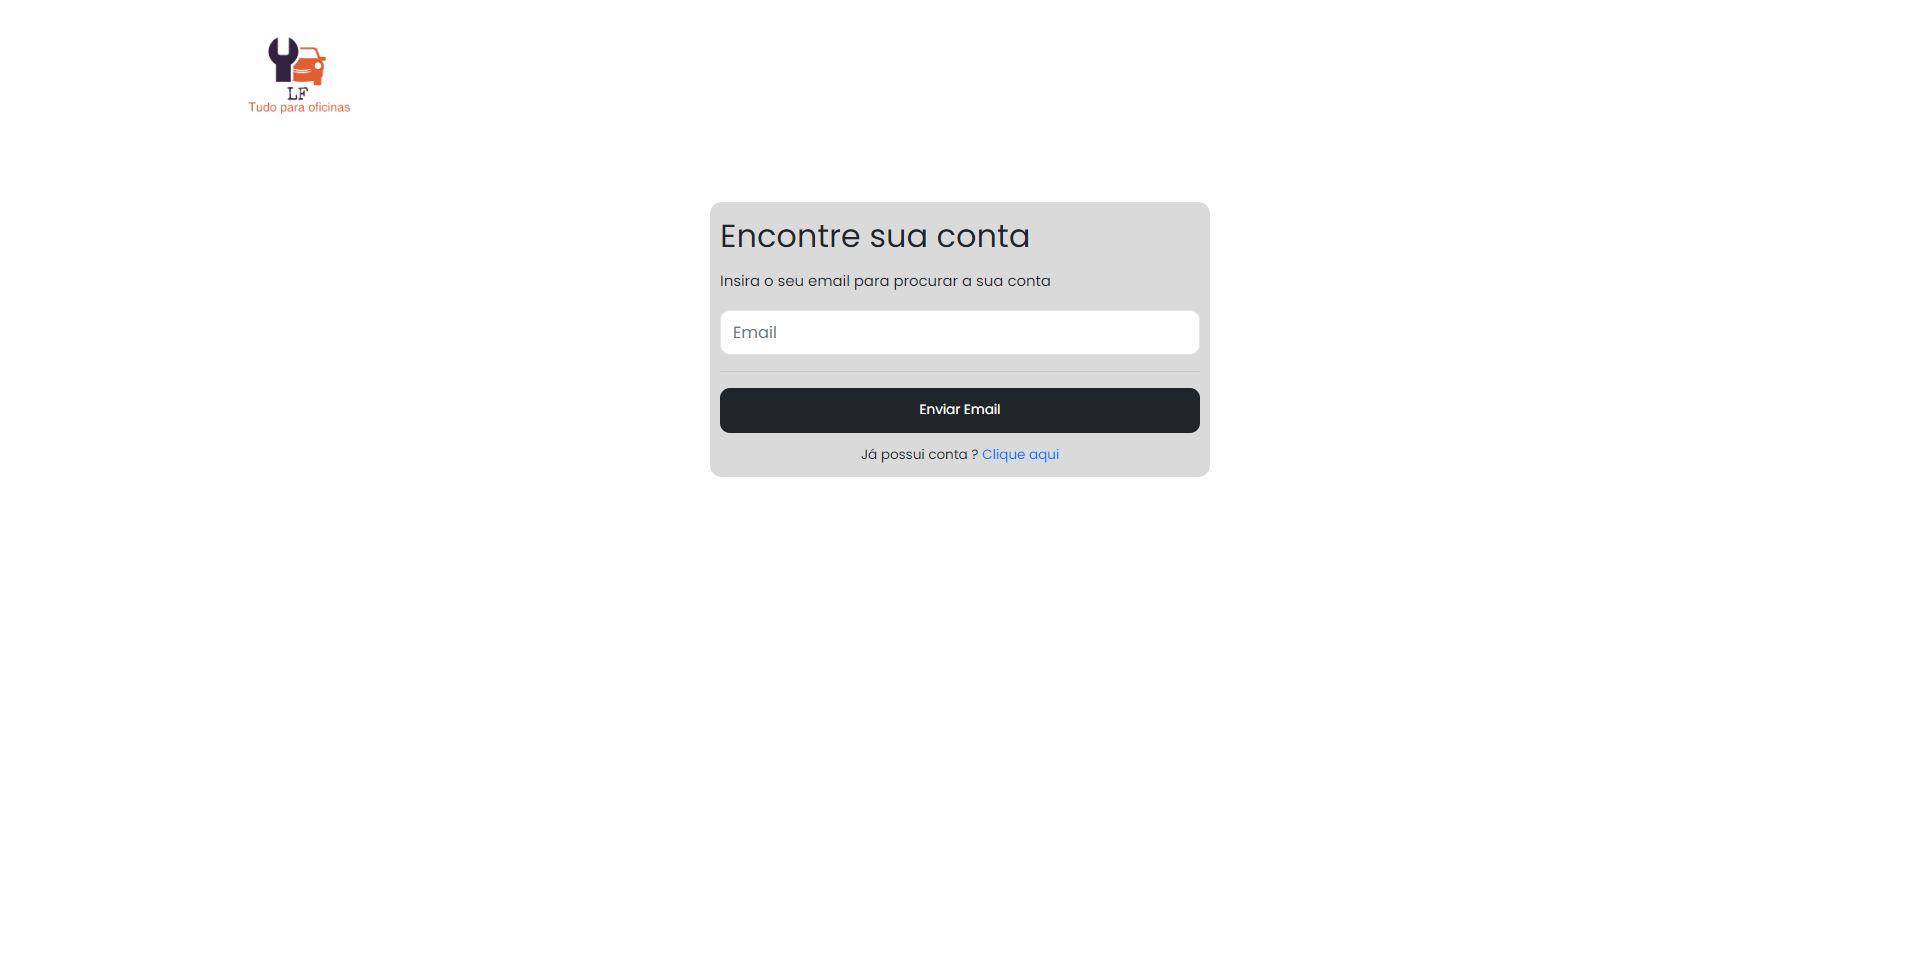 LF
Tudo para oficinas
Encontre sua conta
Insira o seu email para procurar a sua conta
Email
Enviar Email
Já possui conta ? Clique aqui